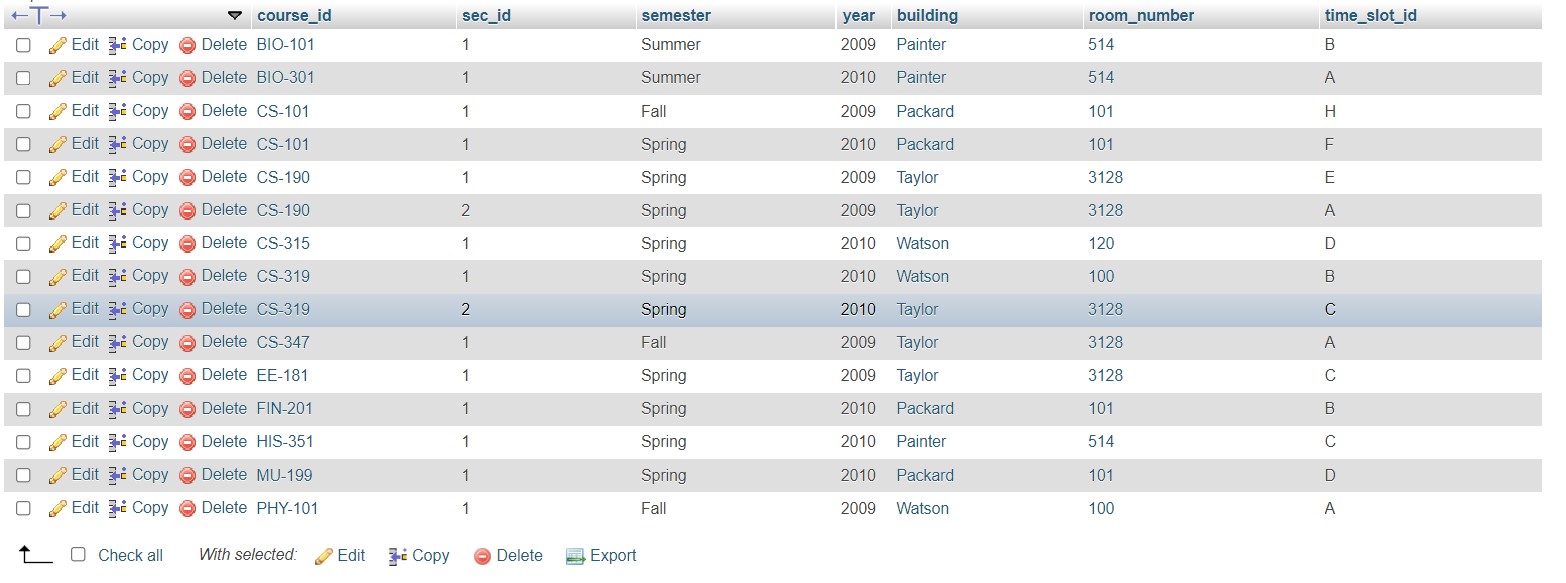 course_id sec_id semester year building room_number time_slot_id
Edit Copy Delete BIO-101 1 Summer 2009 Painter 514 B
Edit Copy Delete BIO-301 1 Summer 2010 Painter 514 A
Edit Copy Delete CS-101 1 Fall 2009 Packard 101 H
Edit Copy Delete CS-101 1 Spring 2010 Packard 101 F
Edit Copy Delete CS-190 1 Spring 2009 Taylor 3128 E
Edit Copy Delete CS-190 2 Spring 2009 Taylor 3128 A
Edit Copy Delete CS-315 1 Spring 2010 Watson 120 D
Edit Copy Delete CS-319 1 Spring 2010 Watson 100 B
Edit Copy Delete CS-319 2 Spring 2010 Taylor 3128 C
Edit Copy Delete CS-347 1 Fall 2009 Taylor 3128 A
Edit Copy Delete EE-181 1 Spring 2009 Taylor 3128 C
Edit Copy Delete FIN-201 1 Spring 2010 Packard 101 B
Edit Copy Delete HIS-351 1 Spring 2010 Painter 514 C
Edit Copy Delete MU-199 1 Spring 2010 Packard 101 D
Edit Copy Delete PHY-101 1 Fall 2009 Watson 100 A
Check all With selected: Edit Copy Delete Export